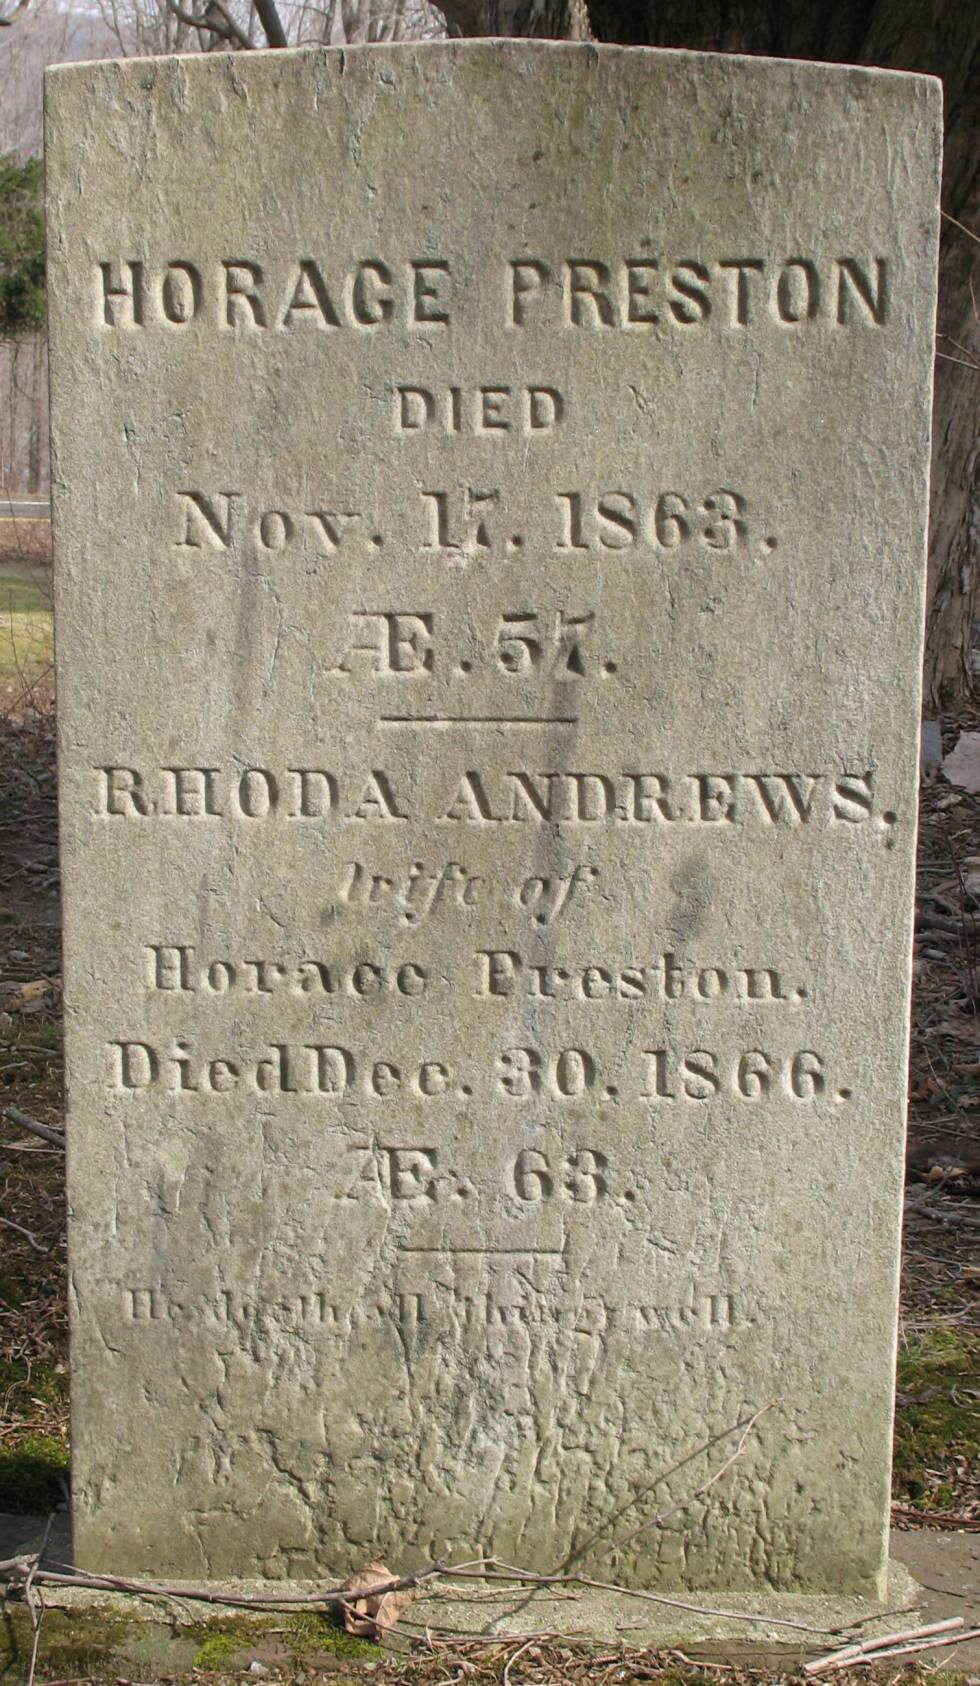 HORACE PRESTON
DIED
Nov. 17. 1863.
Æ. 57.
RHODA ANDREWS.
wife of
Horace Preston.
Died Dec. 30. 1866.
Æ. 63.
He doeth all things well.